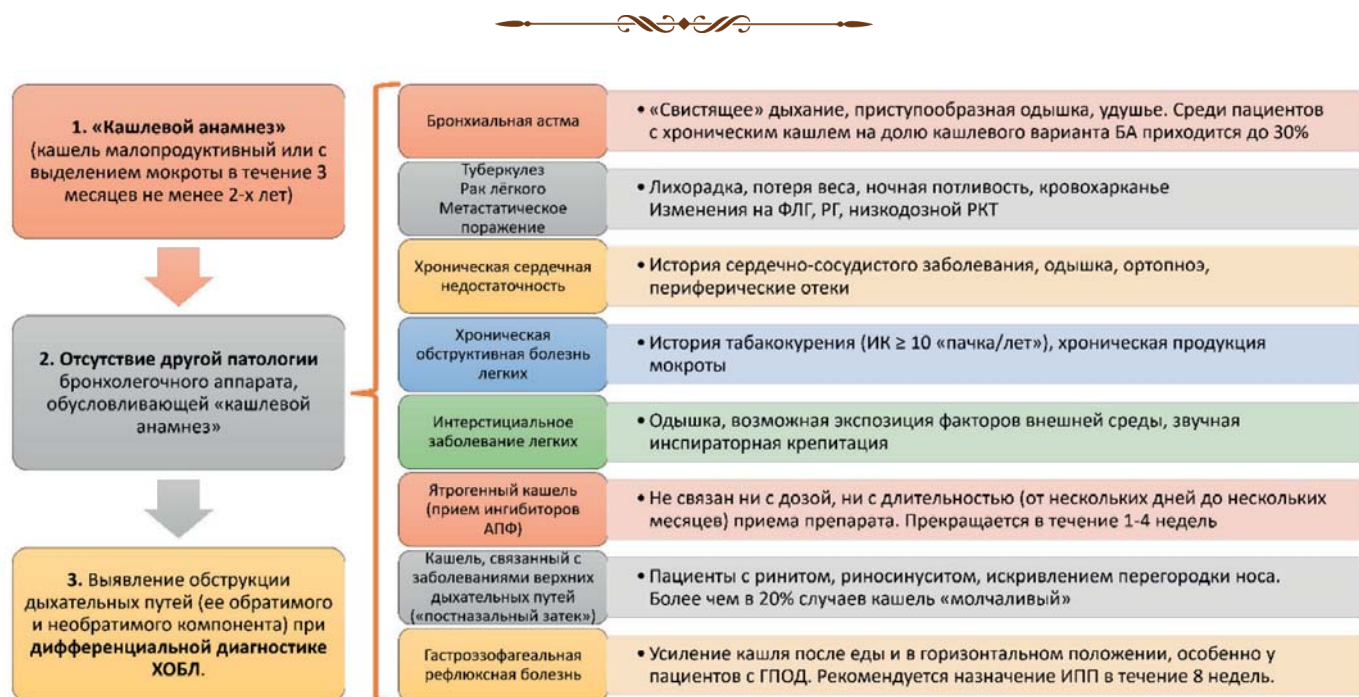 1. «Кашлевой анамнез»
(кашель малопродуктивный или с
выделением мокроты в течение 3
месяцев не менее 2-х лет)
2. Отсутствие другой патологии
бронхолегочного аппарата,
обусловливающей «кашлевой
анамнез»
3. Выявление обструкции
дыхательных путей (ее обратимого
и необратимого компонента) при
дифференциальной диагностике
ХОБЛ.
Бронхиальная астма
• «Свистящее» дыхание, приступообразная одышка, удушье. Среди пациентов
с хроническим кашлем на долю кашлевого варианта БА приходится до 30%
Туберкулез
Рак лёгкого
Метастатическое
поражение
• Лихорадка, потеря веса, ночная потливость, кровохарканье
Изменения на ФЛГ, РГ, низкодозной РКТ
Хроническая сердечная
недостаточность
• История сердечно-сосудистого заболевания, одышка, ортопноэ,
периферические отеки
Хроническая
обструктивная болезнь
легких
• История табакокурения (ИК ≥ 10 «пачка/лет»), хроническая продукция
мокроты
Интерстициальное
заболевание легких
• Одышка, возможная экспозиция факторов внешней среды, звучная
инспираторная крепитация
Ятрогенный кашель
(прием ингибиторов
АПФ)
• Не связан ни с дозой, ни с длительностью (от нескольких дней до нескольких
месяцев) приема препарата. Прекращается в течение 1-4 недель
Кашель, связанный с
заболеваниями верхних
дыхательных путей
(«постназальный затек»)
• Пациенты с ринитом, риносинуситом, искривлением перегородки носа.
Более чем в 20% случаев кашель «молчаливый»
Гастроэзофагеальная
рефлюксная болезнь
• Усиление кашля после еды и в горизонтальном положении, особенно у
пациентов с ГПОД. Рекомендуется назначение ИПП в течение 8 недель.